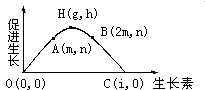 促进生长
H(g,h)
B(2m,n)
A(m,n)
O(0,0)
C(i,0)
生长素